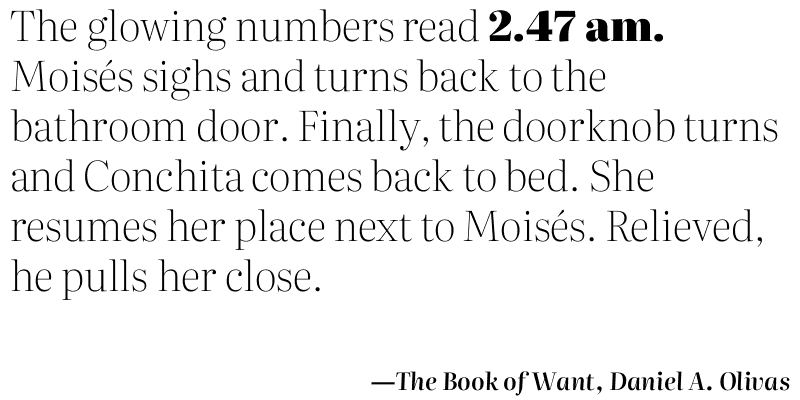 The glowing numbers read 2.47 am.
Moisés sighs and turns back to the
bathroom door. Finally, the doorknob turns
and Conchita comes back to bed. She
resumes her place next to Moisés. Relieved,
he pulls her close.
—The Book of Want, Daniel A. Olivas